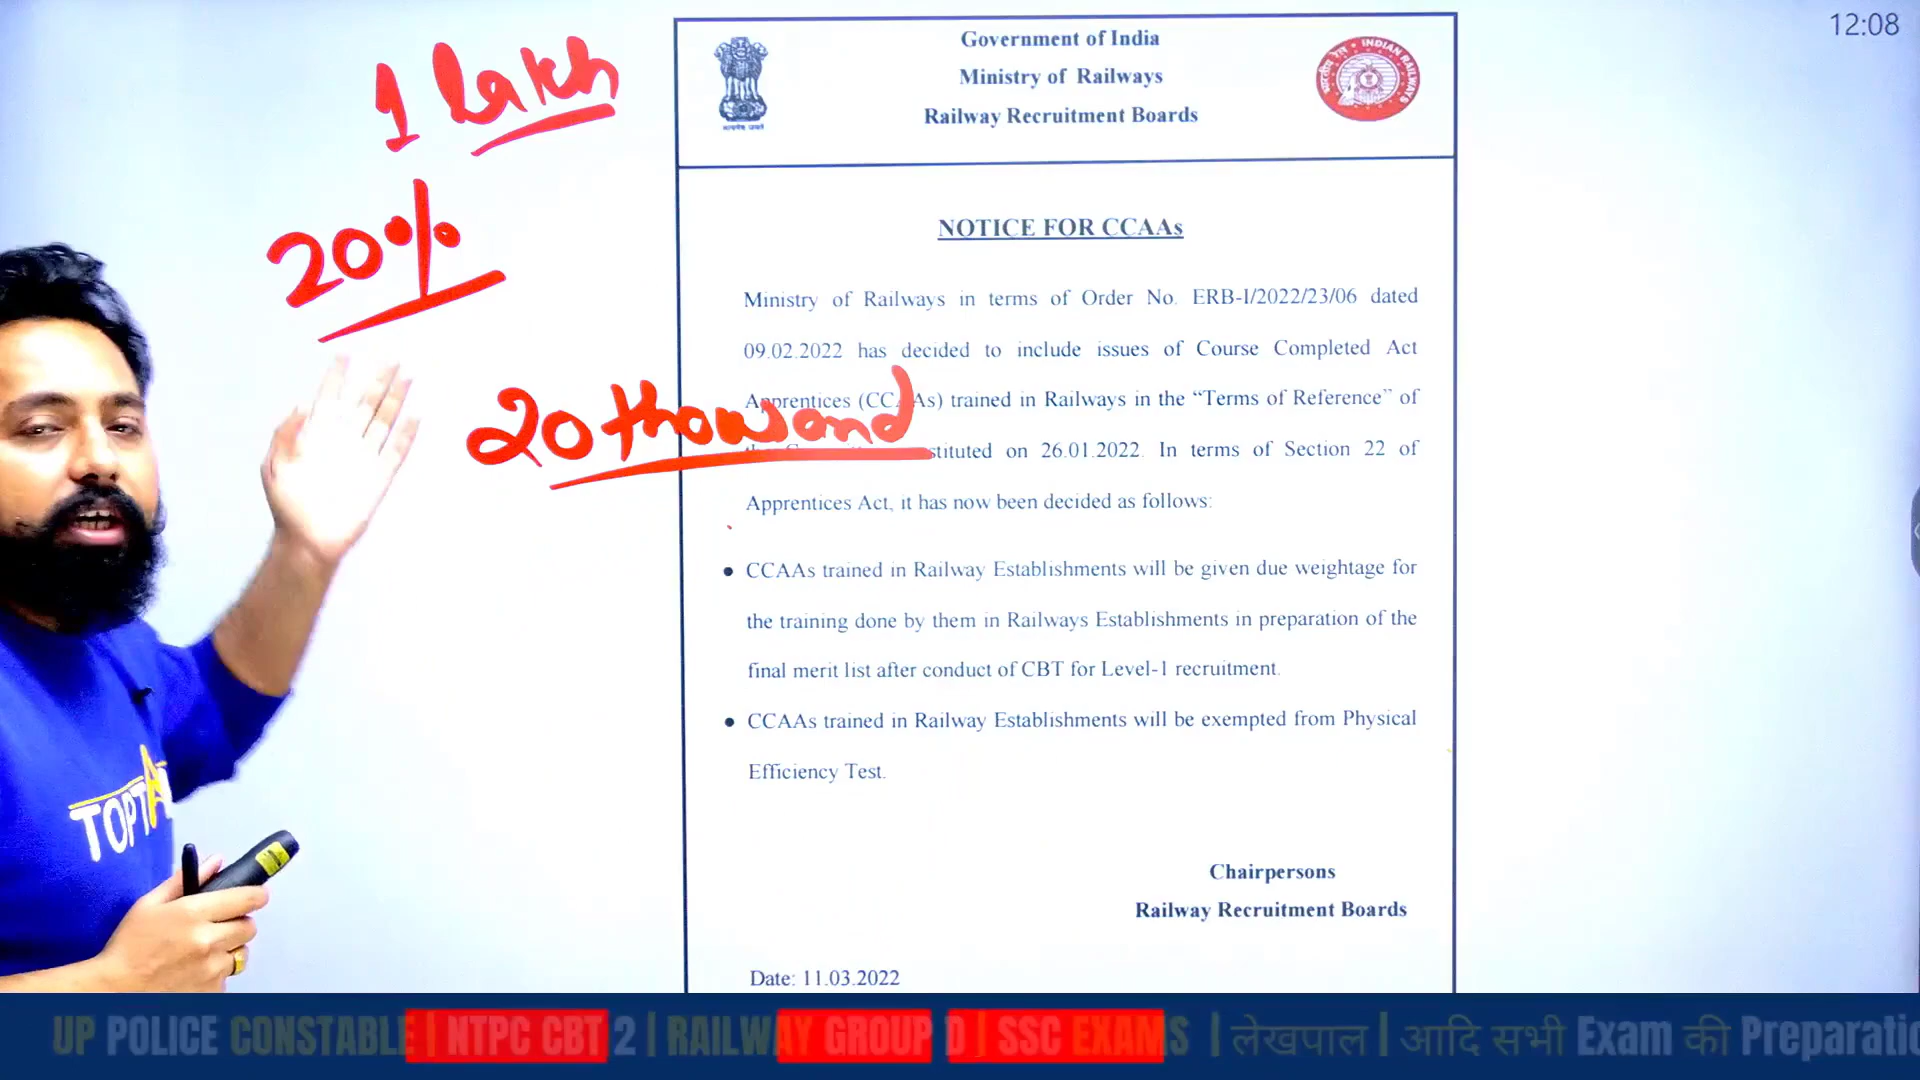 12:08
1 lakh
20%
20 thousand
Government of India
Ministry of Railways
Railway Recruitment Boards
INDIAN RAILWAYS
NOTICE FOR CCAAs
Ministry of Railways in terms of Order No. ERB-I/2022/23/06 dated
09.02.2022 has decided to include issues of Course Completed Act
Apprentices (CCAAs) trained in Railways in the “Terms of Reference” of
stituted on 26.01.2022. In terms of Section 22 of
Apprentices Act, it has now been decided as follows:
• CCAAs trained in Railway Establishments will be given due weightage for
the training done by them in Railways Establishments in preparation of the
final merit list after conduct of CBT for Level-1 recruitment.
• CCAAs trained in Railway Establishments will be exempted from Physical
Efficiency Test.
Chairpersons
Railway Recruitment Boards
Date: 11.03.2022
TOPTA
UP POLICE CONSTABLE | NTPC CBT 2 | RAILWAY GROUP D | SSC EXAMS | लेखपाल | आदि सभी Exam की Preparatio